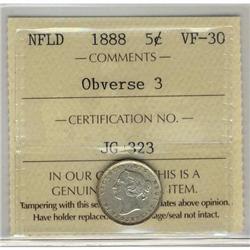 NFLD 1888 5¢ VF-30
— COMMENTS —
Obverse 3
— CERTIFICATION NO. —
JG 323
IN OUR THIS IS A
GENUIN ITEM.
Tampering with this se ates above opinion.
Have holder replaced age/seal not intact.